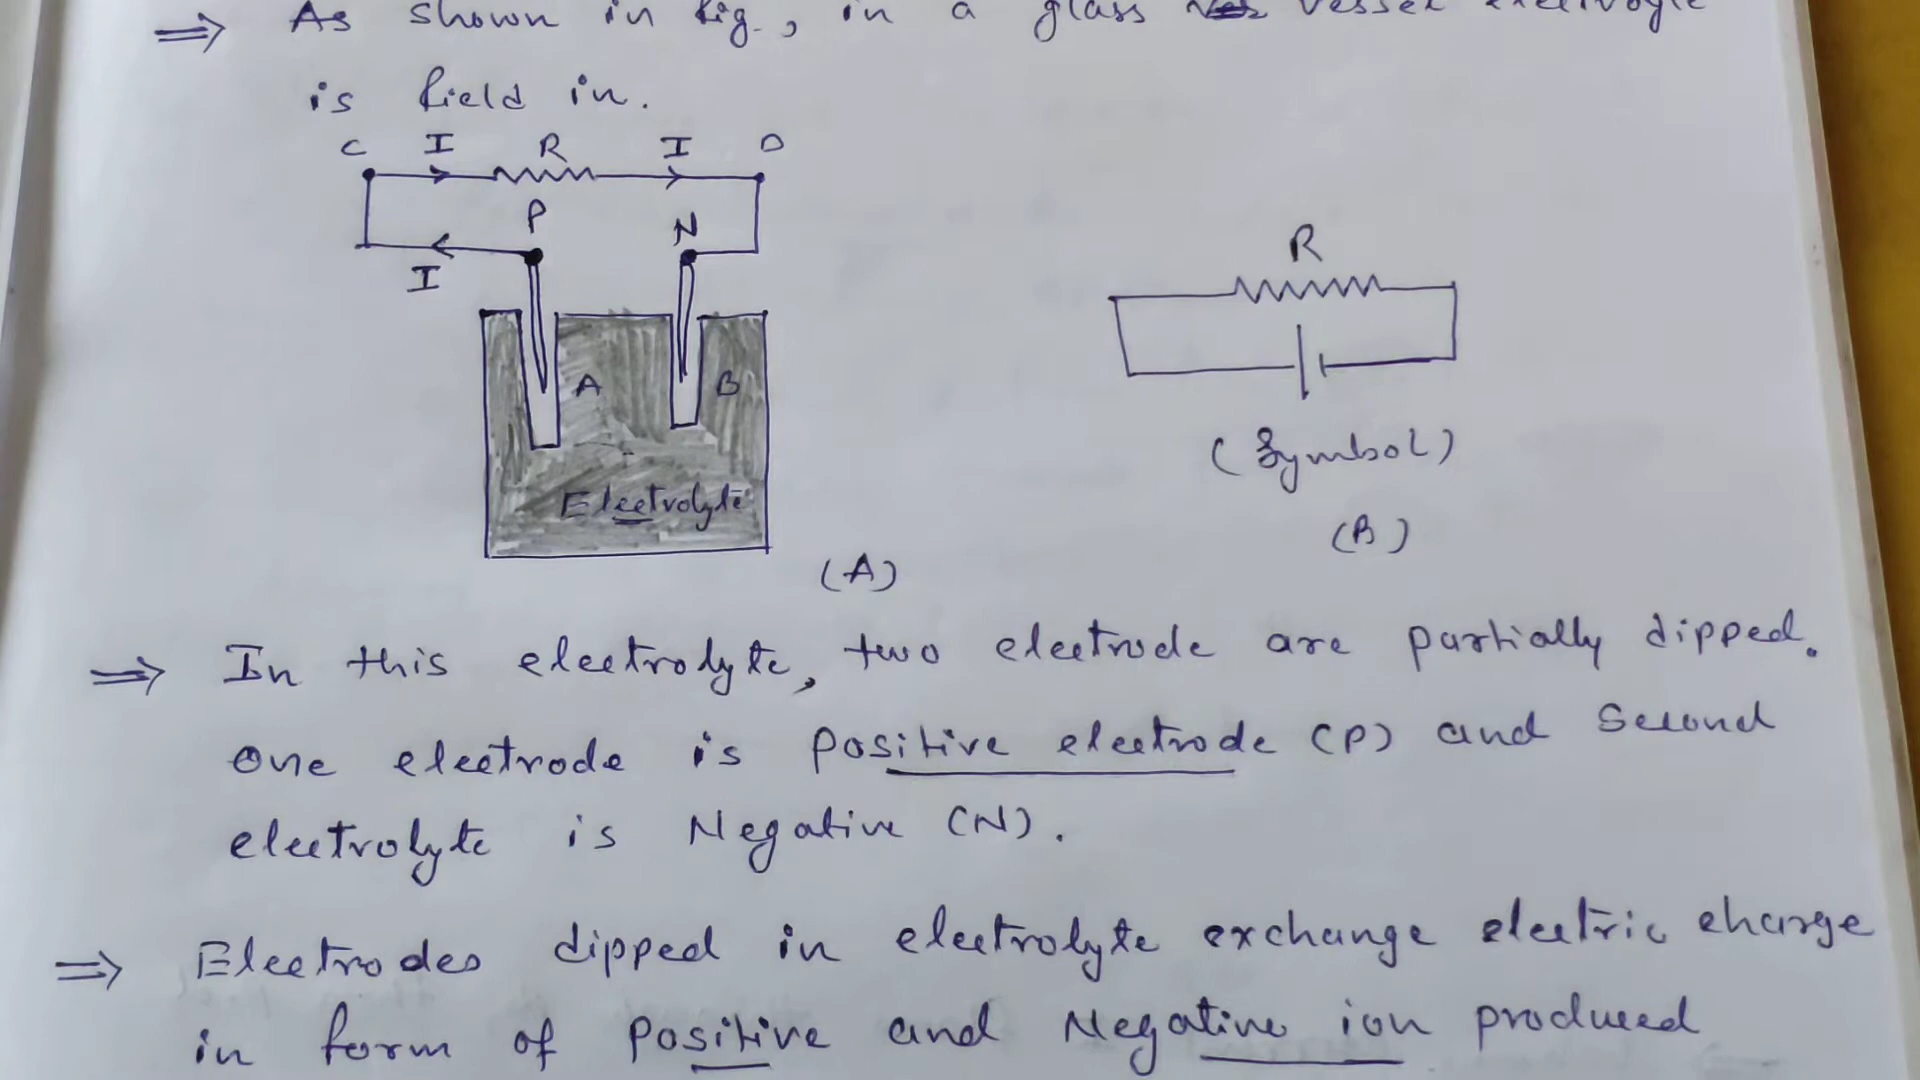 ⇒ As shown in fig., in a glass vessel
is field in.
C I R I D
P N
I
A B
Electrolyte
(A)
R
(Symbol)
(B)
⇒ In this electrolyte, two electrode are partially dipped.
one electrode is positive electrode (P) and Second
electrolyte is Negative (N).
⇒ Electrodes dipped in electrolyte exchange electric charge
in form of positive and Negative ion produced